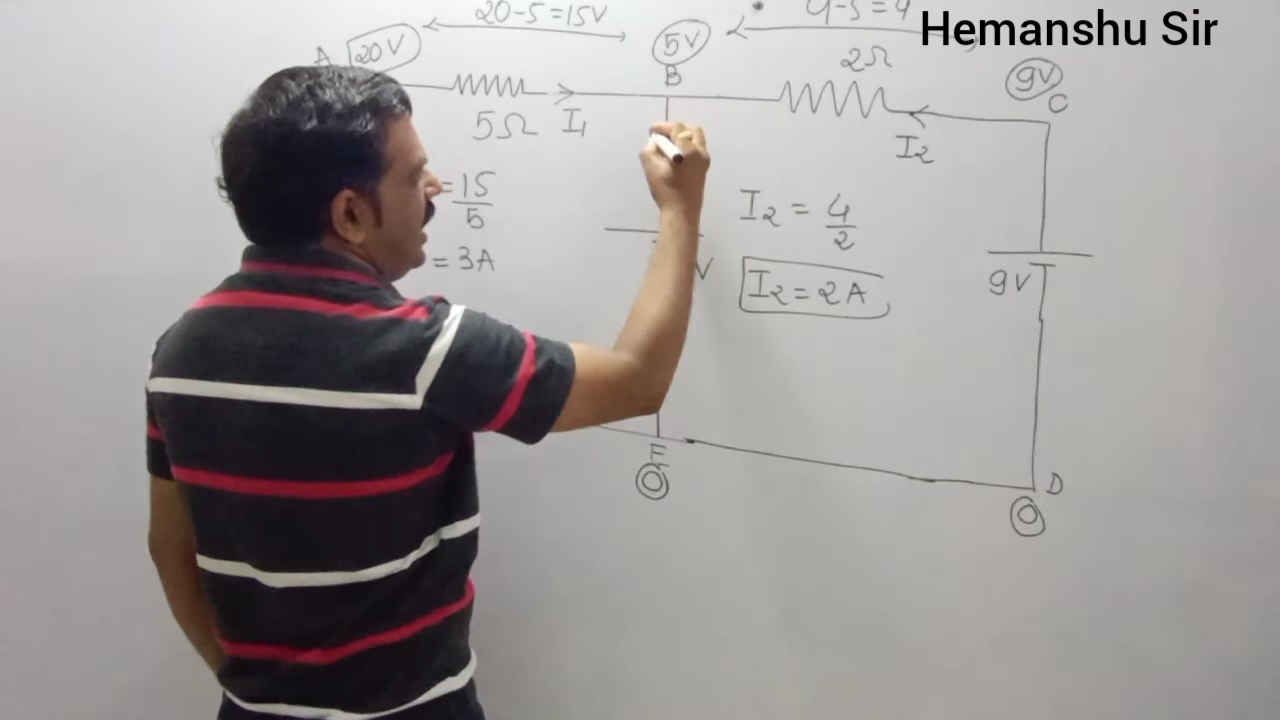 Hemanshu Sir
20-5=15V
9-5=4
A 20V
5V
B
2Ω
9V
C
5Ω
I₁
I₂
=15/5
= 3A
I₂ = 4/2
I₂ = 2A
V
9V
E
0
D
0